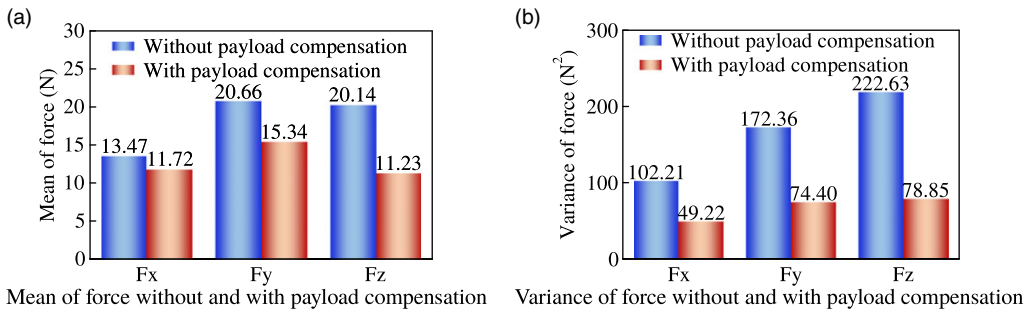 (a)
Mean of force (N)
30
25
20
15
10
5
0
Without payload compensation
With payload compensation
13.47
11.72
20.66
15.34
20.14
11.23
Fx
Fy
Fz
Mean of force without and with payload compensation
(b)
Variance of force (N²)
300
200
100
0
Without payload compensation
With payload compensation
102.21
49.22
172.36
74.40
222.63
78.85
Fx
Fy
Fz
Variance of force without and with payload compensation